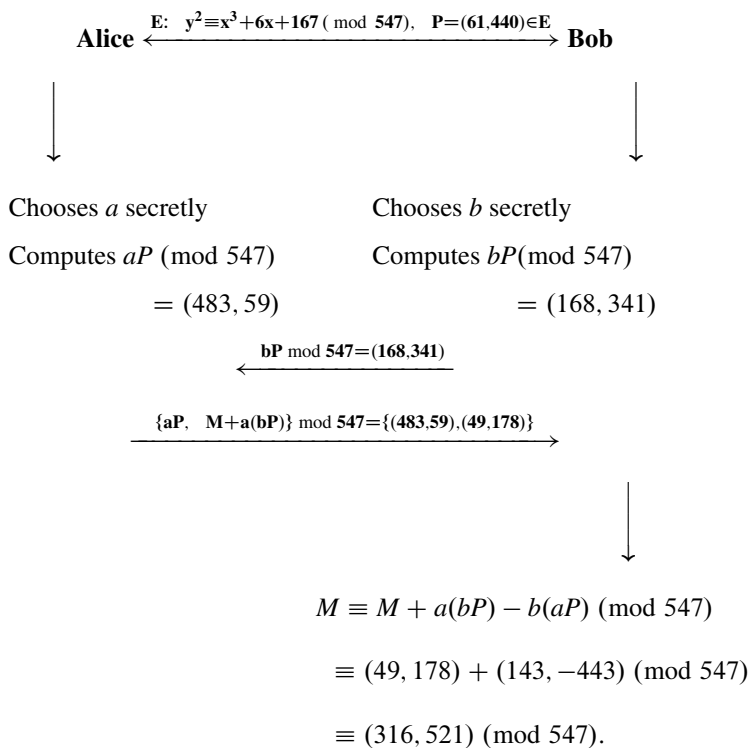 E: y²≡x³+6x+167 ( mod 547), P=(61,440)∈E
Alice Bob
Chooses a secretly Chooses b secretly
Computes aP (mod 547) Computes bP(mod 547)
= (483, 59) = (168, 341)
bP mod 547=(168,341)
{aP, M+a(bP)} mod 547={(483,59),(49,178)}
M ≡ M + a(bP) − b(aP) (mod 547)
≡ (49, 178) + (143, −443) (mod 547)
≡ (316, 521) (mod 547).